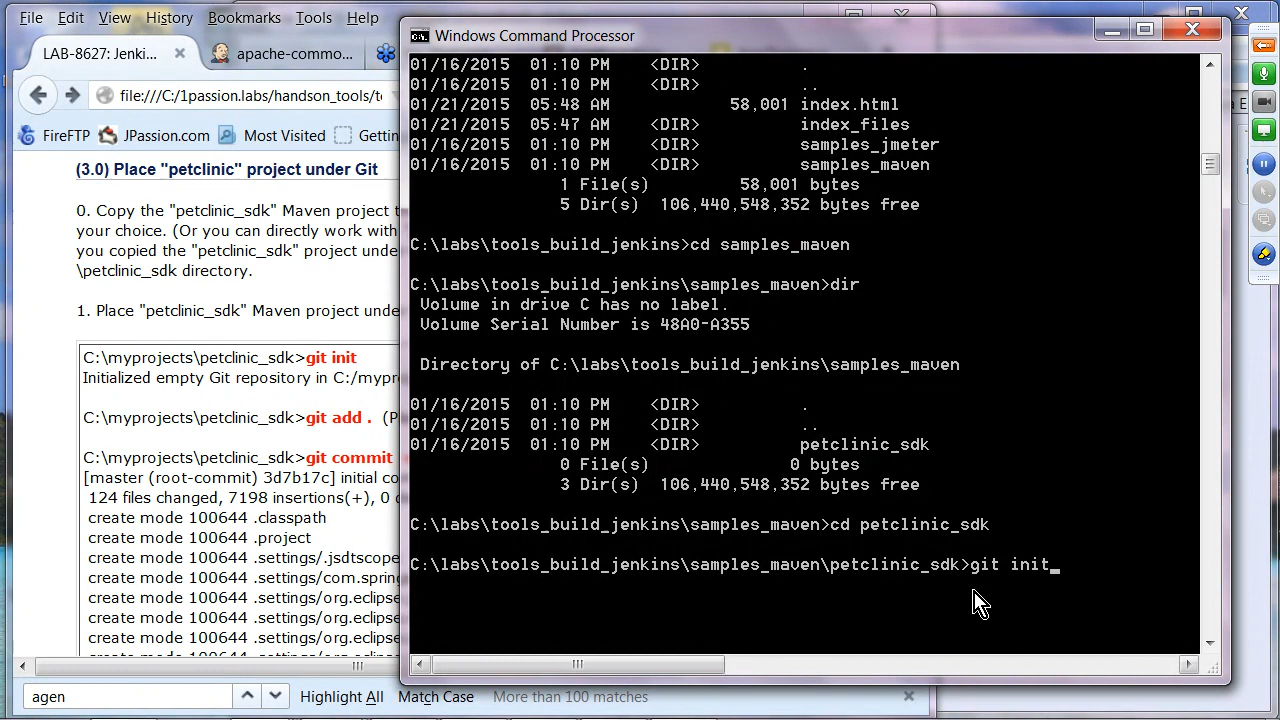 File Edit View History Bookmarks Tools Help
LAB-8627: Jenki... apache-commo...
file:///C:/1passion.labs/handson_tools/to
FireFTP JPassion.com Most Visited Getting
(3.0) Place "petclinic" project under Git
0. Copy the "petclinic_sdk" Maven project t
your choice. (Or you can directly work with
you copied the "petclinic_sdk" project unde
\petclinic_sdk directory.
1. Place "petclinic_sdk" Maven project unde
C:\myprojects\petclinic_sdk>git init
Initialized empty Git repository in C:/mypro
C:\myprojects\petclinic_sdk>git add . (P
C:\myprojects\petclinic_sdk>git commit
[master (root-commit) 3d7b17c] initial co
124 files changed, 7198 insertions(+), 0 d
create mode 100644 .classpath
create mode 100644 .project
create mode 100644 .settings/.jsdtscope
create mode 100644 .settings/com.spring
create mode 100644 .settings/org.eclipse
create mode 100644 .settings/org.eclipse
create mode 100644 .settings/org.eclipse
agen Highlight All Match Case More than 100 matches
Windows Command Processor
01/16/2015 01:10 PM <DIR> .
01/16/2015 01:10 PM <DIR> ..
01/21/2015 05:48 AM 58,001 index.html
01/21/2015 05:47 AM <DIR> index_files
01/16/2015 01:10 PM <DIR> samples_jmeter
01/16/2015 01:10 PM <DIR> samples_maven
1 File(s) 58,001 bytes
5 Dir(s) 106,440,548,352 bytes free
C:\labs\tools_build_jenkins>cd samples_maven
C:\labs\tools_build_jenkins\samples_maven>dir
Volume in drive C has no label.
Volume Serial Number is 48A0-A355
Directory of C:\labs\tools_build_jenkins\samples_maven
01/16/2015 01:10 PM <DIR> .
01/16/2015 01:10 PM <DIR> ..
01/16/2015 01:10 PM <DIR> petclinic_sdk
0 File(s) 0 bytes
3 Dir(s) 106,440,548,352 bytes free
C:\labs\tools_build_jenkins\samples_maven>cd petclinic_sdk
C:\labs\tools_build_jenkins\samples_maven\petclinic_sdk>git init_